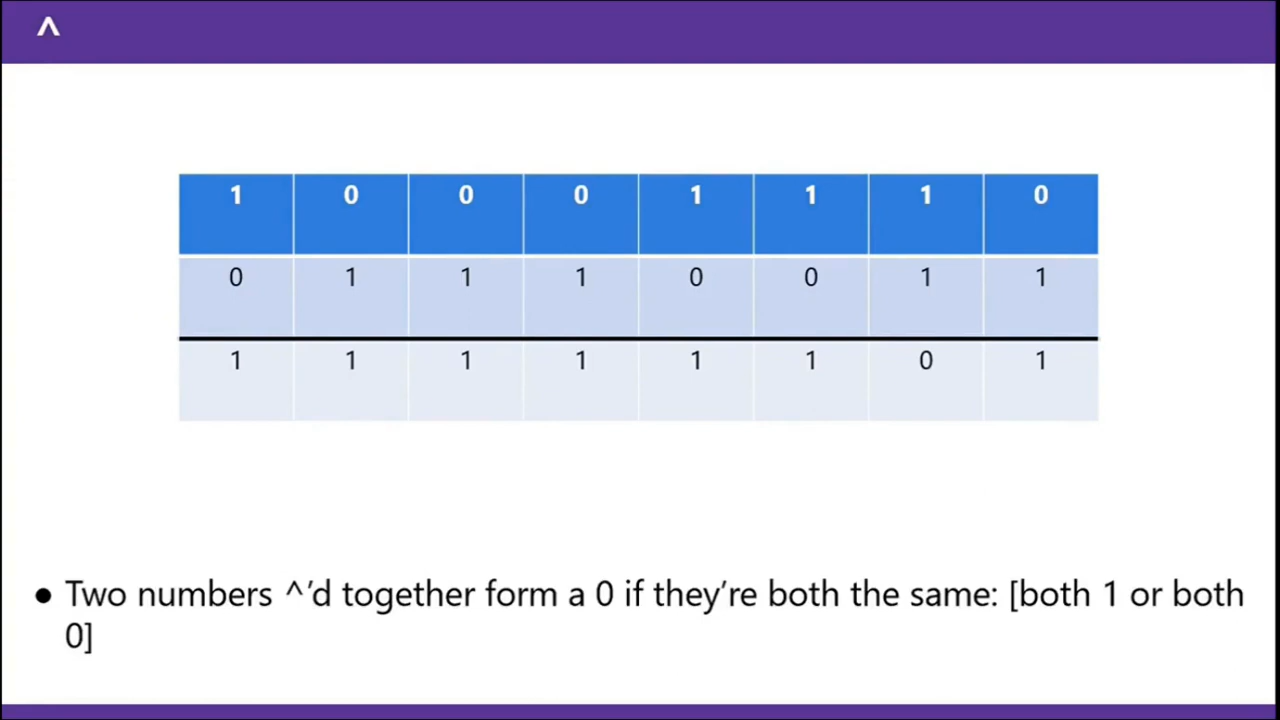 ^
1 0 0 0 1 1 1 0
0 1 1 1 0 0 1 1
1 1 1 1 1 1 0 1
● Two numbers ^’d together form a 0 if they’re both the same: [both 1 or both
0]